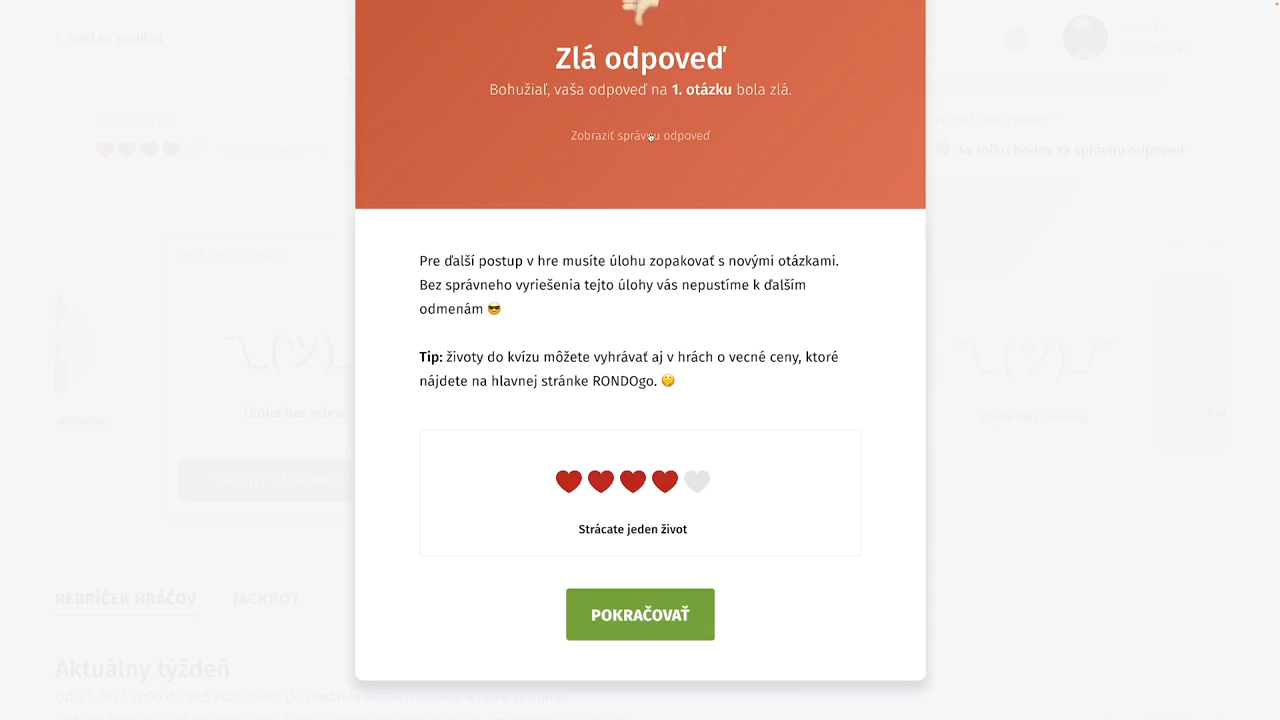 Späť na prehľad
Zlá odpoveď
Bohužiaľ, vaša odpoveď na 1. otázku bola zlá.
Zobraziť správnu odpoveď
4x toľko bodov za správnu odpoveď
Pre ďalší postup v hre musíte úlohu zopakovať s novými otázkami.
Bez správneho vyriešenia tejto úlohy vás nepustíme k ďalším
odmenám 😎
Tip: životy do kvízu môžete vyhrávať aj v hrách o vecné ceny, ktoré
nájdete na hlavnej stránke RONDOgo. 🤭
¯\_(ツ)_
¯\_(ツ)_/¯
Úloha bez odmeny
Strácate jeden život
POKRAČOVAŤ
REBRÍČEK HRÁČOV
JACKPOT
Aktuálny týždeň